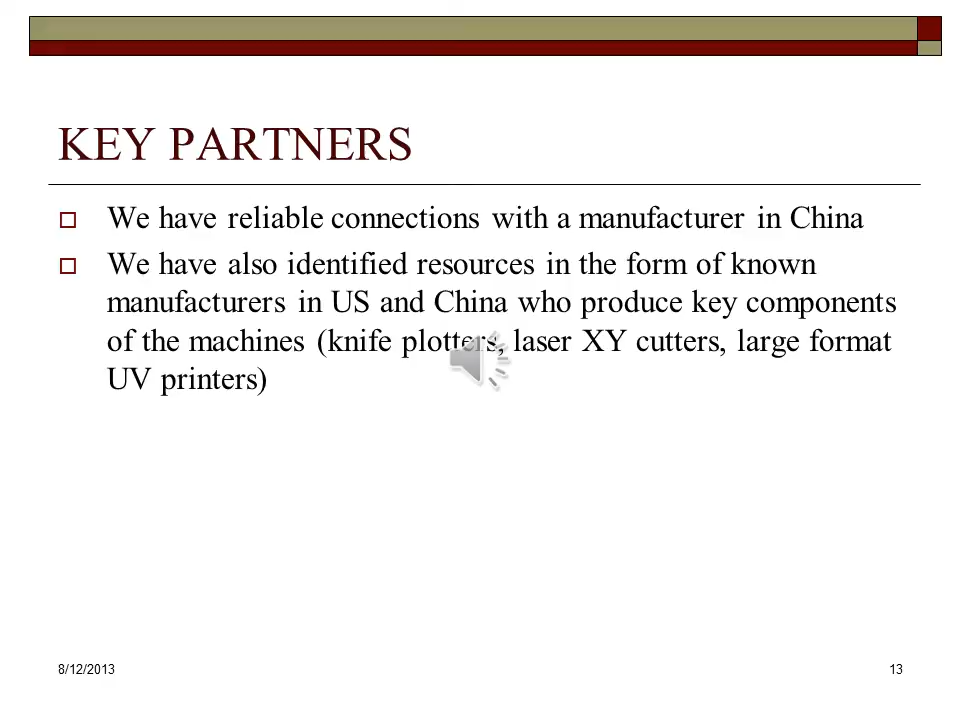 KEY PARTNERS
We have reliable connections with a manufacturer in China
We have also identified resources in the form of known
manufacturers in US and China who produce key components
of the machines (knife plotters, laser XY cutters, large format
UV printers)
8/12/2013
13